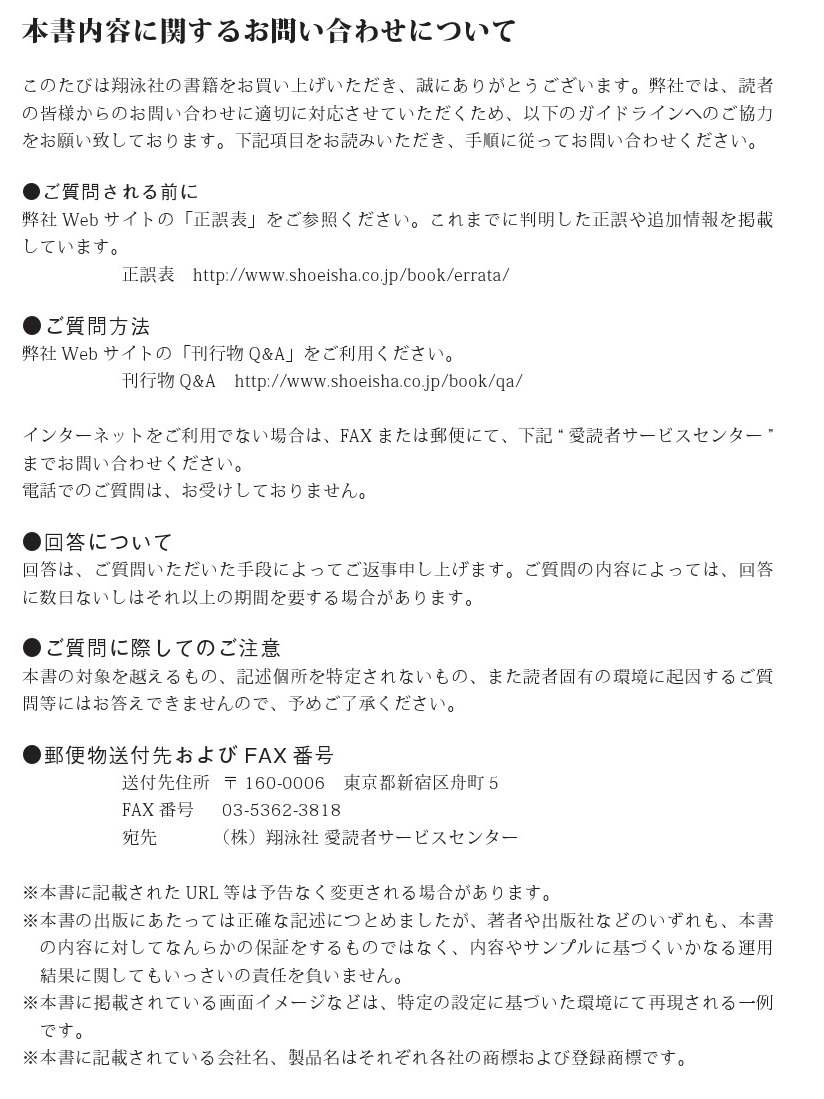 本書内容に関するお問い合わせについて
このたびは翔泳社の書籍をお買い上げいただき、誠にありがとうございます。弊社では、読者
の皆様からのお問い合わせに適切に対応させていただくため、以下のガイドラインへのご協力
をお願い致しております。下記項目をお読みいただき、手順に従ってお問い合わせください。
●ご質問される前に
弊社 Web サイトの「正誤表」をご参照ください。これまでに判明した正誤や追加情報を掲載
しています。
正誤表 http://www.shoeisha.co.jp/book/errata/
●ご質問方法
弊社 Web サイトの「刊行物 Q&A」をご利用ください。
刊行物 Q&A http://www.shoeisha.co.jp/book/qa/
インターネットをご利用でない場合は、FAX または郵便にて、下記 “ 愛読者サービスセンター ”
までお問い合わせください。
電話でのご質問は、お受けしておりません。
●回答について
回答は、ご質問いただいた手段によってご返事申し上げます。ご質問の内容によっては、回答
に数日ないしはそれ以上の期間を要する場合があります。
●ご質問に際してのご注意
本書の対象を越えるもの、記述個所を特定されないもの、また読者固有の環境に起因するご質
問等にはお答えできませんので、予めご了承ください。
●郵便物送付先および FAX 番号
送付先住所 〒 160-0006 東京都新宿区舟町 5
FAX 番号 03-5362-3818
宛先 （株）翔泳社 愛読者サービスセンター
※本書に記載された URL 等は予告なく変更される場合があります。
※本書の出版にあたっては正確な記述につとめましたが、著者や出版社などのいずれも、本書
の内容に対してなんらかの保証をするものではなく、内容やサンプルに基づくいかなる運用
結果に関してもいっさいの責任を負いません。
※本書に掲載されている画面イメージなどは、特定の設定に基づいた環境にて再現される一例
です。
※本書に記載されている会社名、製品名はそれぞれ各社の商標および登録商標です。